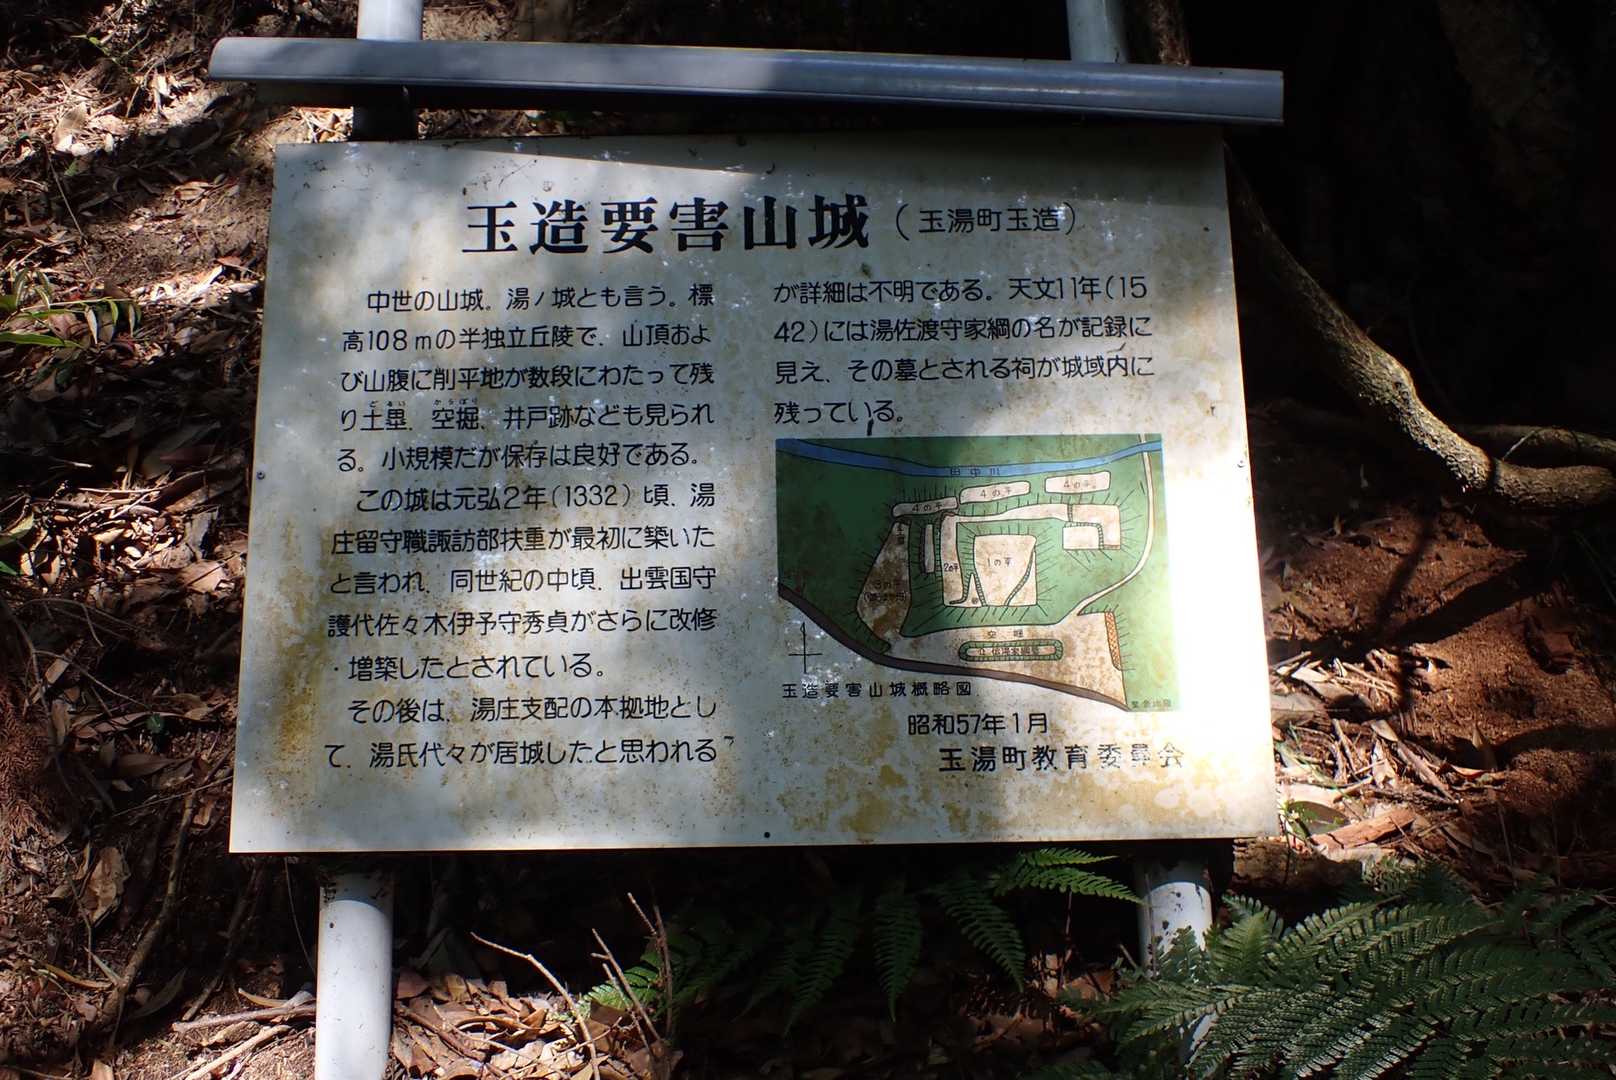 玉造要害山城（玉湯町玉造）
中世の山城。湯ノ城とも言う。標
高108mの半独立丘陵で、山頂およ
び山腹に削平地が数段にわたって残
り土塁、空掘、井戸跡なども見られ
る。小規模だが保存は良好である。
この城は元弘2年(1332)頃、湯
庄留守職諏訪部扶重が最初に築いた
と言われ、同世紀の中頃、出雲国守
護代佐々木伊予守秀貞がさらに改修
・増築したとされている。
その後は、湯庄支配の本拠地とし
て、湯氏代々が居城したと思われる
が詳細は不明である。天文11年(15
42)には湯佐渡守家綱の名が記録に
見え、その墓とされる祠が城域内に
残っている。
田中川
4の平
4の平
4の平
2の平
1の平
3の平
空堀
玉造要害山城概略図
昭和57年1月
玉湯町教育委員会